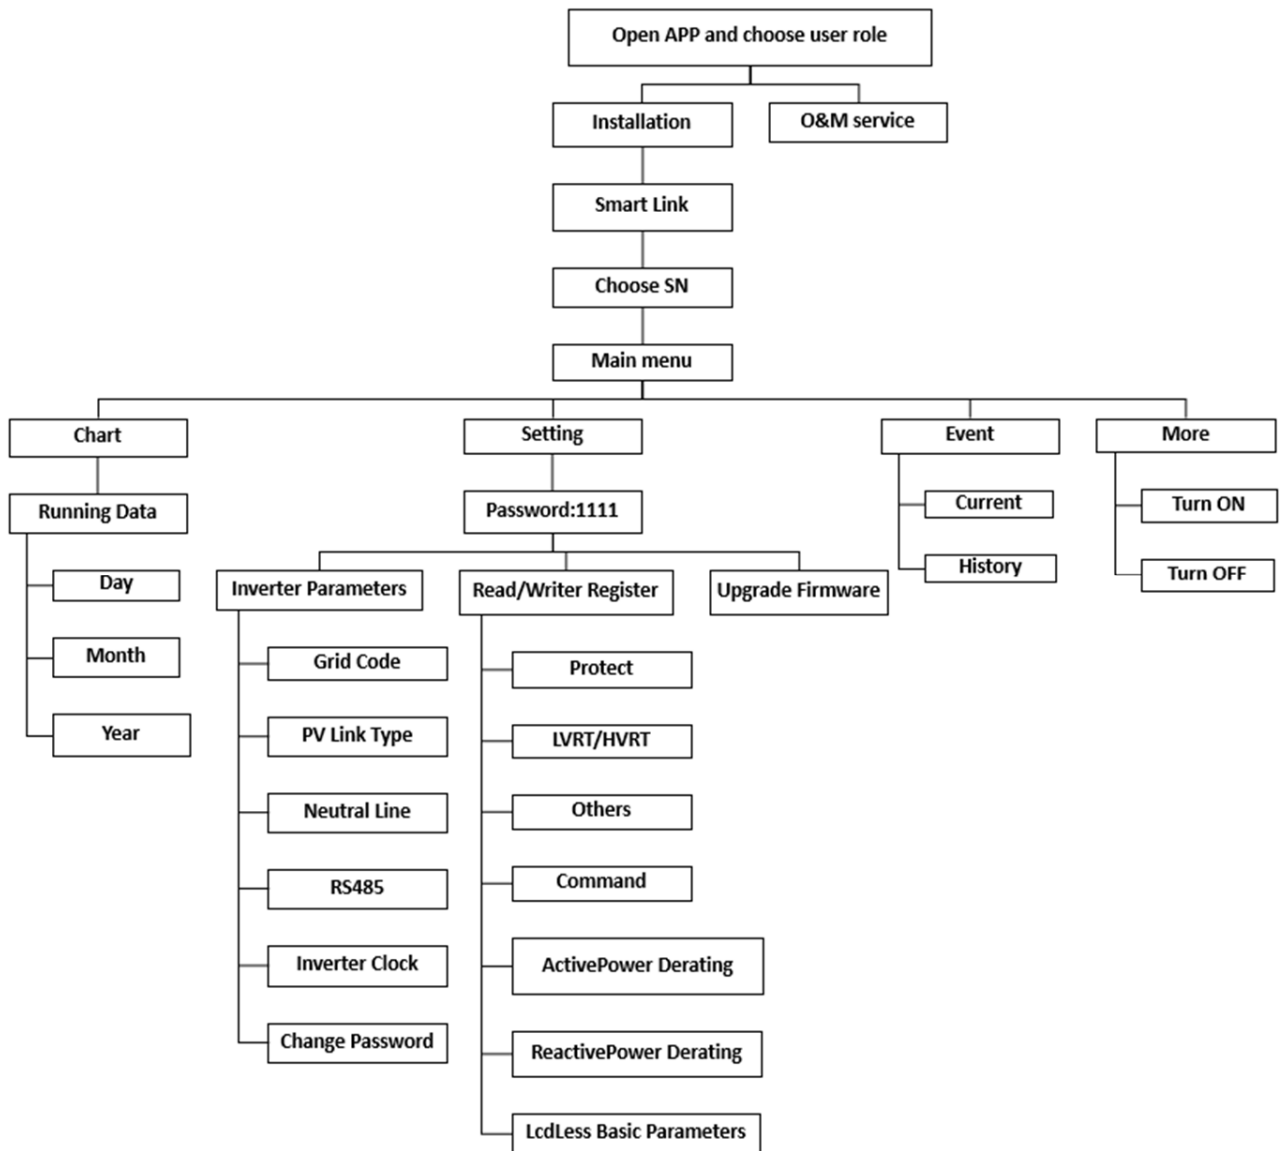 Open APP and choose user role
Installation
O&M service
Smart Link
Choose SN
Main menu
Chart
Setting
Event
More
Running Data
Password:1111
Current
Turn ON
History
Turn OFF
Day
Month
Year
Inverter Parameters
Read/Writer Register
Upgrade Firmware
Grid Code
PV Link Type
Neutral Line
RS485
Inverter Clock
Change Password
Protect
LVRT/HVRT
Others
Command
ActivePower Derating
ReactivePower Derating
LcdLess Basic Parameters